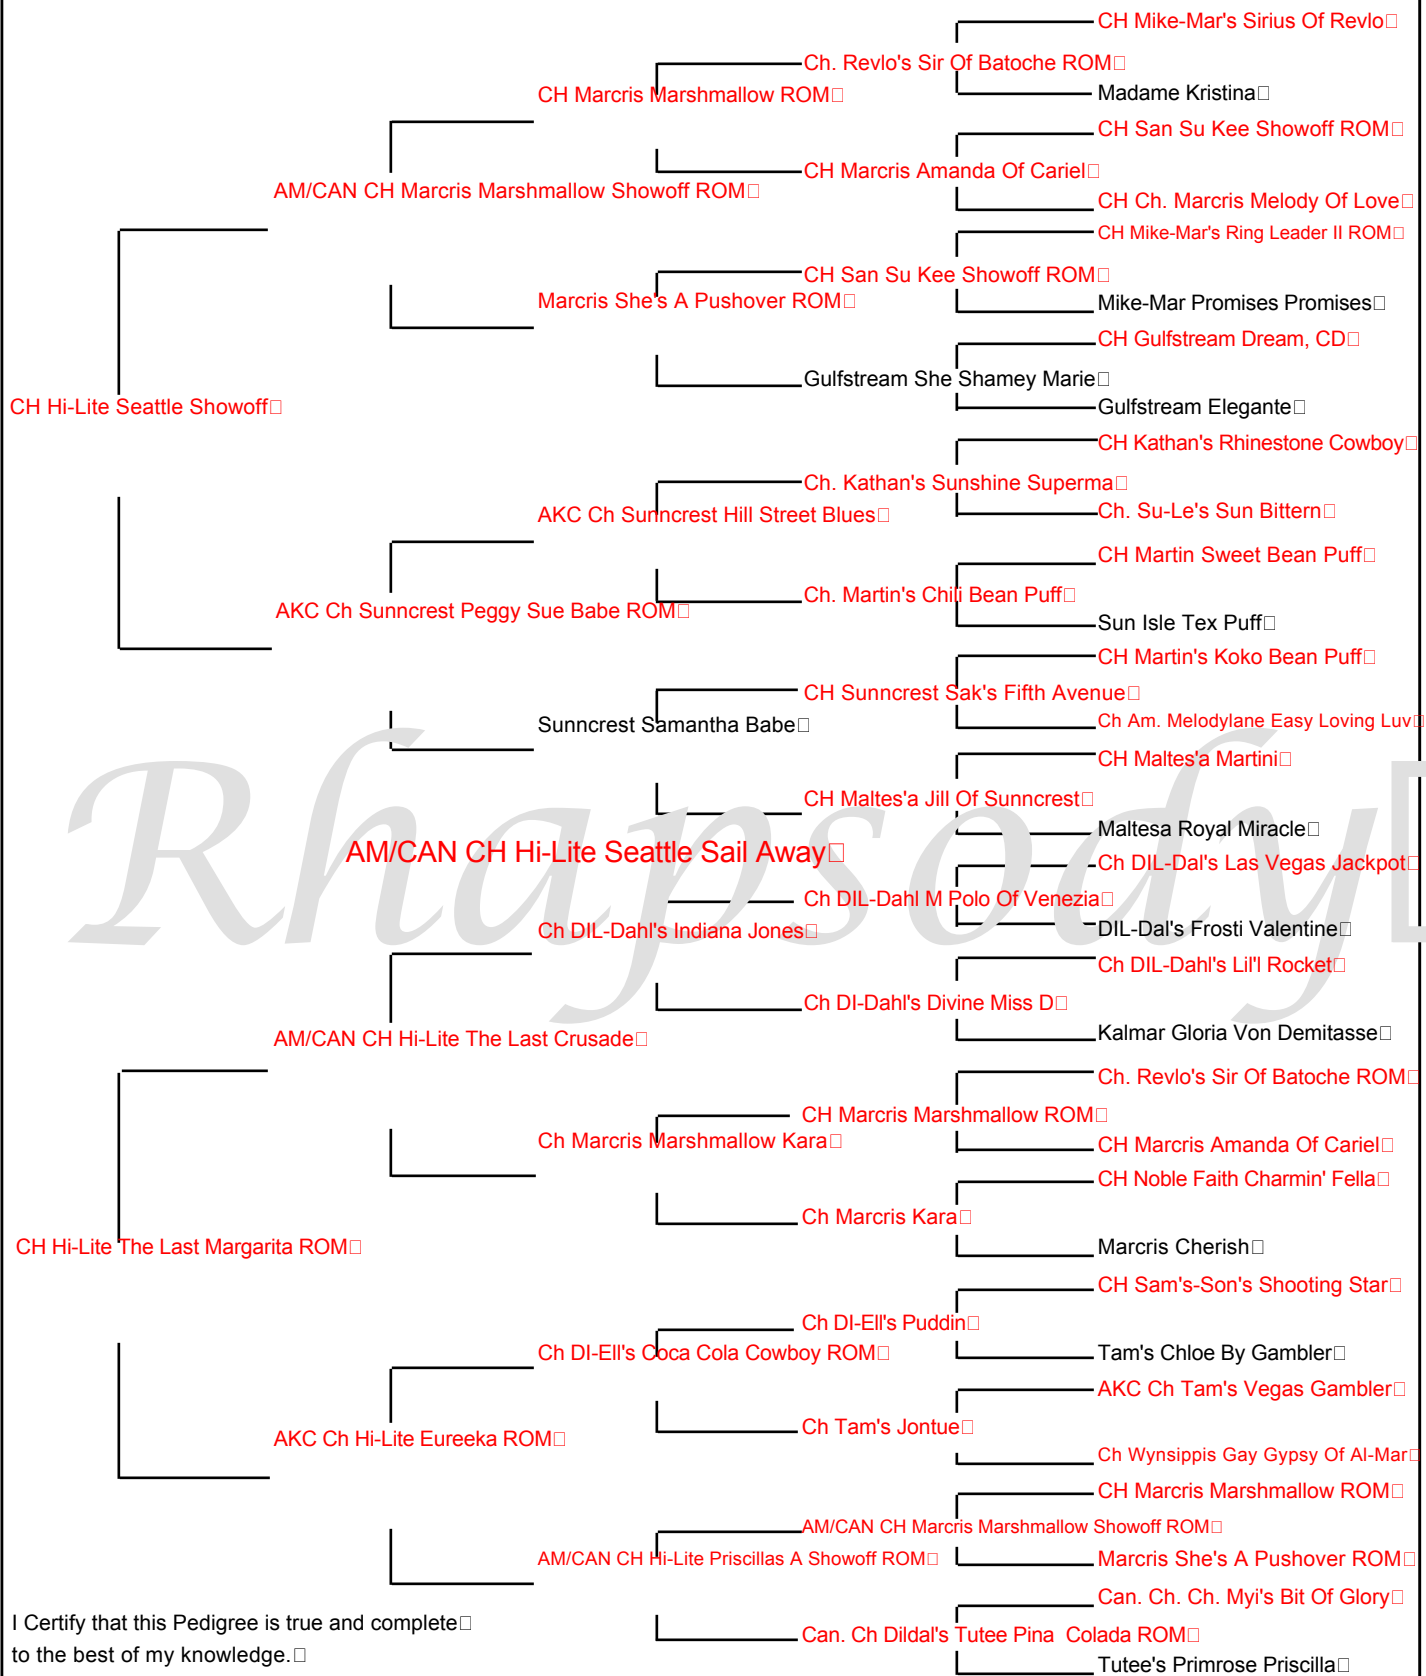 CH Mike-Mar's Sirius Of Revlo
Ch. Revlo's Sir Of Batoche ROM
CH Marcris Marshmallow ROM
Madame Kristina
CH San Su Kee Showoff ROM
CH Marcris Amanda Of Cariel
AM/CAN CH Marcris Marshmallow Showoff ROM
CH Ch. Marcris Melody Of Love
CH Mike-Mar's Ring Leader II ROM
CH San Su Kee Showoff ROM
Marcris She's A Pushover ROM
Mike-Mar Promises Promises
CH Gulfstream Dream, CD
Gulfstream She Shamey Marie
CH Hi-Lite Seattle Showoff
Gulfstream Elegante
CH Kathan's Rhinestone Cowboy
Ch. Kathan's Sunshine Superma
AKC Ch Sunncrest Hill Street Blues
Ch. Su-Le's Sun Bittern
CH Martin Sweet Bean Puff
Ch. Martin's Chili Bean Puff
AKC Ch Sunncrest Peggy Sue Babe ROM
Sun Isle Tex Puff
CH Martin's Koko Bean Puff
CH Sunncrest Sak's Fifth Avenue
Sunncrest Samantha Babe
Ch Am. Melodylane Easy Loving Luv
CH Maltes'a Martini
CH Maltes'a Jill Of Sunncrest
Maltesa Royal Miracle
Rhapsody
AM/CAN CH Hi-Lite Seattle Sail Away
Ch DIL-Dal's Las Vegas Jackpot
Ch DIL-Dahl M Polo Of Venezia
Ch DIL-Dahl's Indiana Jones
DIL-Dal's Frosti Valentine
Ch DIL-Dahl's Lil'l Rocket
Ch DI-Dahl's Divine Miss D
AM/CAN CH Hi-Lite The Last Crusade
Kalmar Gloria Von Demitasse
Ch. Revlo's Sir Of Batoche ROM
CH Marcris Marshmallow ROM
Ch Marcris Marshmallow Kara
CH Marcris Amanda Of Cariel
CH Noble Faith Charmin' Fella
Ch Marcris Kara
CH Hi-Lite The Last Margarita ROM
Marcris Cherish
CH Sam's-Son's Shooting Star
Ch DI-Ell's Puddin
Ch DI-Ell's Coca Cola Cowboy ROM
Tam's Chloe By Gambler
AKC Ch Tam's Vegas Gambler
Ch Tam's Jontue
AKC Ch Hi-Lite Eureeka ROM
Ch Wynsippis Gay Gypsy Of Al-Mar
CH Marcris Marshmallow ROM
AM/CAN CH Marcris Marshmallow Showoff ROM
AM/CAN CH Hi-Lite Priscillas A Showoff ROM
Marcris She's A Pushover ROM
Can. Ch. Ch. Myi's Bit Of Glory
Can. Ch Dildal's Tutee Pina Colada ROM
Tutee's Primrose Priscilla
I Certify that this Pedigree is true and complete
to the best of my knowledge.